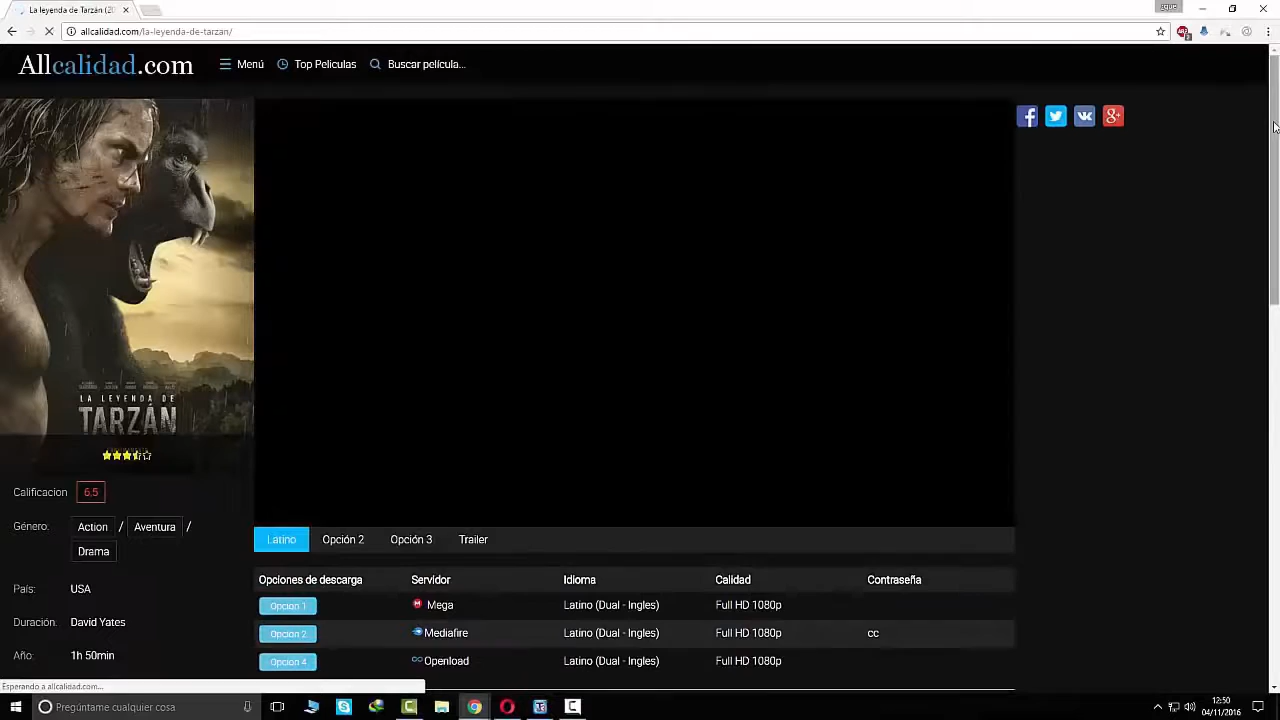 La leyenda de Tarzán (20
allcalidad.com/la-leyenda-de-tarzan/
Allcalidad.com
Menú
Top Peliculas
Buscar película...
LA LEYENDA DE
TARZÁN
Calificacion
6,5
Género:
Action / Aventura /
Drama
País:
USA
Duración:
David Yates
Año:
1h 50min
Latino
Opción 2
Opción 3
Trailer
Opciones de descarga Servidor Idioma Calidad Contraseña
Opcion 1 Mega Latino (Dual - Ingles) Full HD 1080p
Opcion 2 Mediafire Latino (Dual - Ingles) Full HD 1080p cc
Opcion 4 Openload Latino (Dual - Ingles) Full HD 1080p
Esperando a allcalidad.com...
Pregúntame cualquier cosa
12:50
04/11/2016